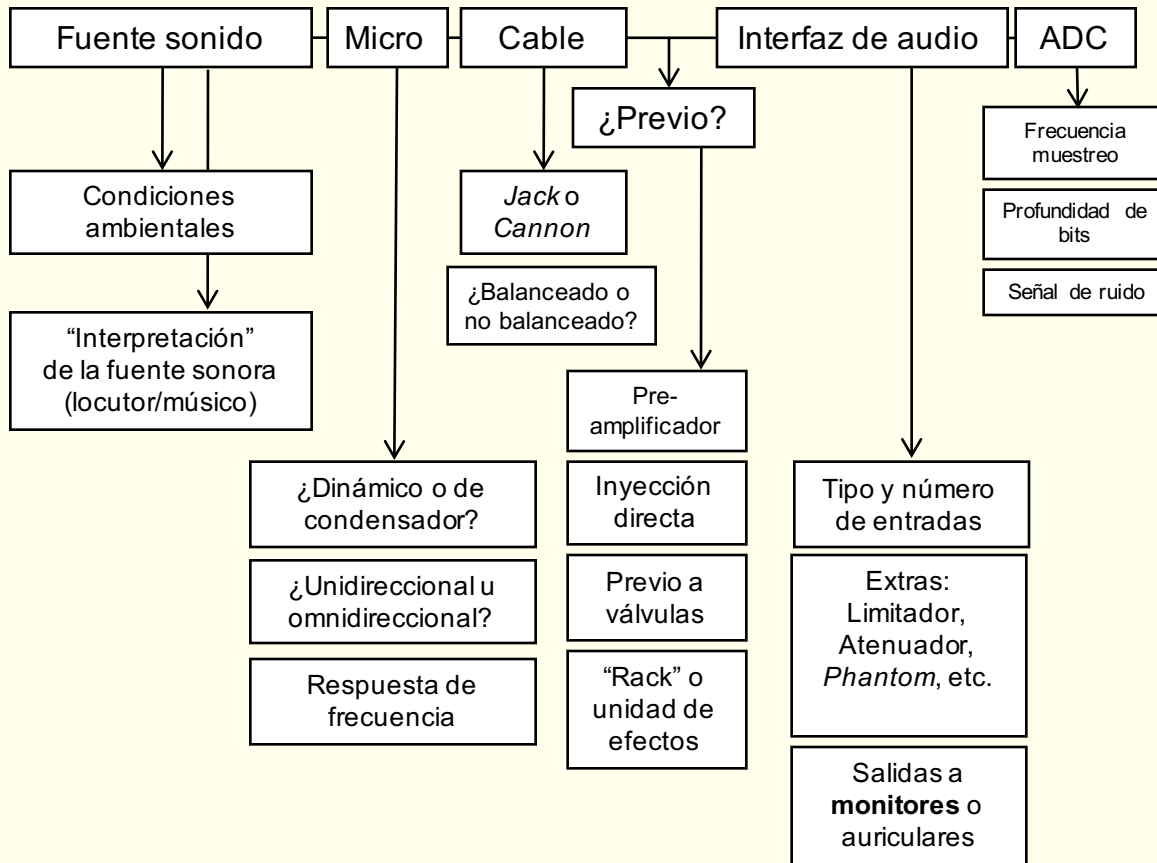 Fuente sonido
Micro
Cable
Interfaz de audio
ADC
¿Previo?
Frecuencia
muestreo
Profundidad de
bits
Señal de ruido
Condiciones
ambientales
“Interpretación”
de la fuente sonora
(locutor/músico)
Jack o
Cannon
¿Balanceado o
no balanceado?
¿Dinámico o de
condensador?
¿Unidireccional u
omnidireccional?
Respuesta de
frecuencia
Pre-
amplificador
Inyección
directa
Previo a
válvulas
“Rack” o
unidad de
efectos
Tipo y número
de entradas
Extras:
Limitador,
Atenuador,
Phantom, etc.
Salidas a
monitores o
auriculares